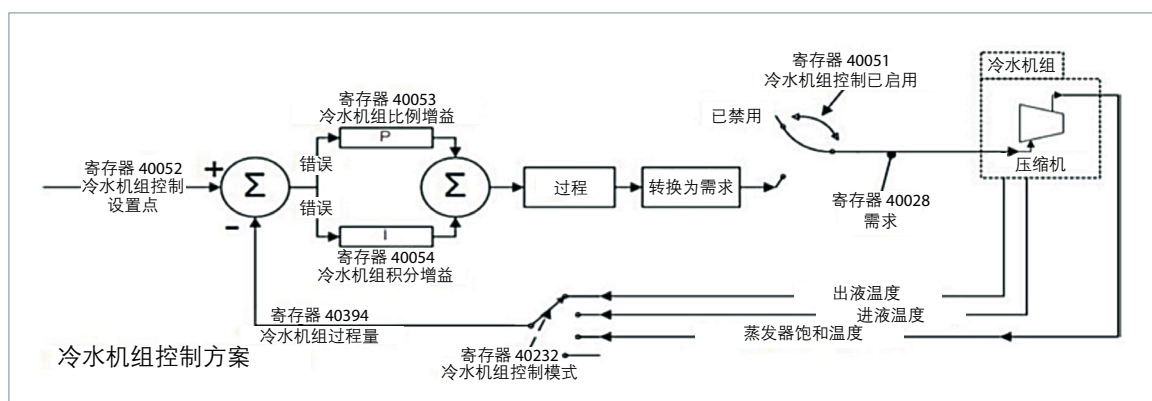 寄存器 40051
冷水机组控制已启用
冷水机组
寄存器 40053
冷水机组比例增益
已禁用
P
错误
寄存器 40052
冷水机组控制
设置点
+
Σ
Σ
过程
转换为需求
压缩机
错误
寄存器 40028
需求
-
I
寄存器 40054
冷水机组积分增益
出液温度
寄存器 40394
冷水机组过程量
进液温度
蒸发器饱和温度
寄存器 40232
冷水机组控制模式
冷水机组控制方案